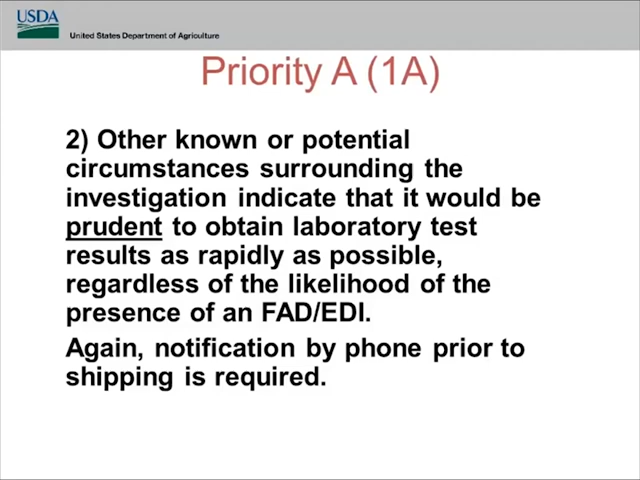 USDA
United States Department of Agriculture
Priority A (1A)
2) Other known or potential
circumstances surrounding the
investigation indicate that it would be
prudent to obtain laboratory test
results as rapidly as possible,
regardless of the likelihood of the
presence of an FAD/EDI.
Again, notification by phone prior to
shipping is required.